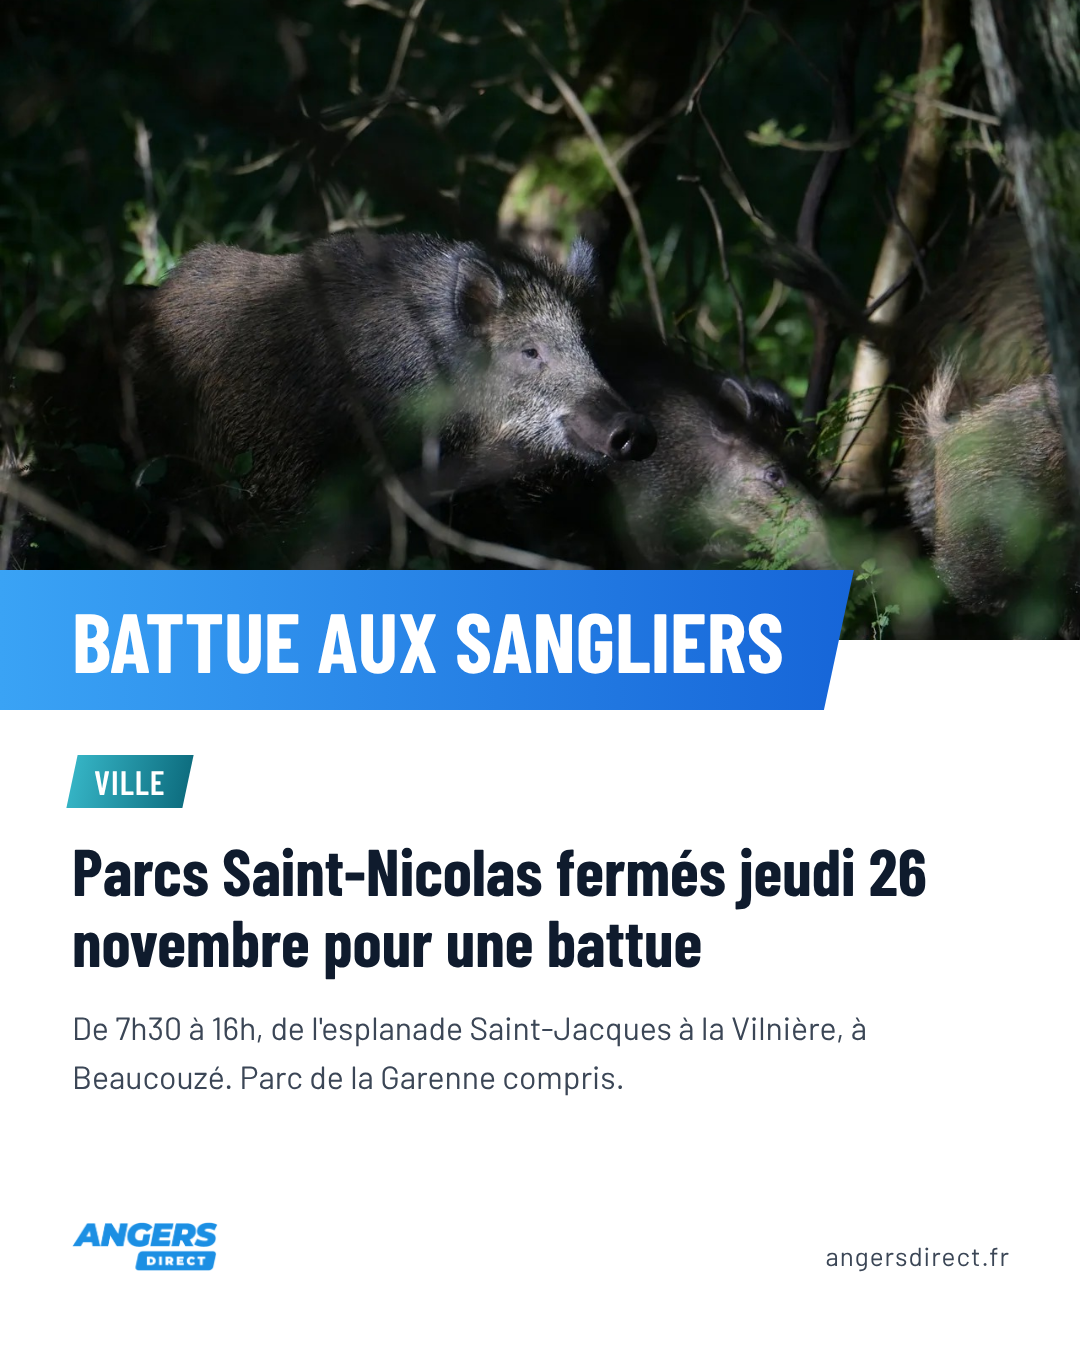 BATTUE AUX SANGLIERS
VILLE
Parcs Saint-Nicolas fermés jeudi 26
novembre pour une battue
De 7h30 à 16h, de l'esplanade Saint-Jacques à la Vilnière, à
Beaucouzé. Parc de la Garenne compris.
ANGERS
DIRECT
angersdirect.fr